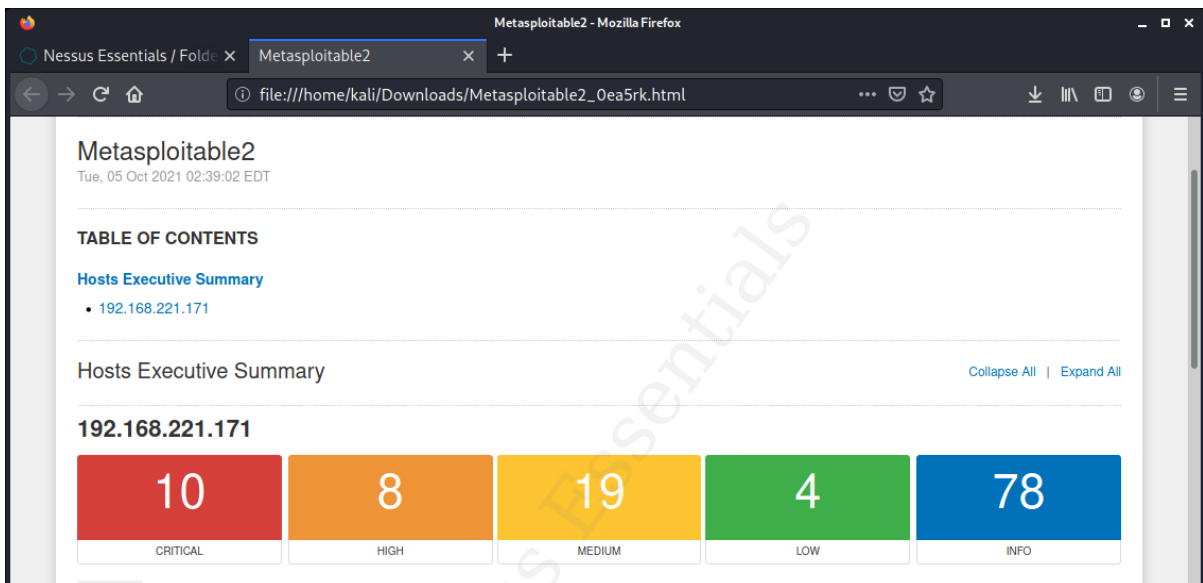 Metasploitable2 - Mozilla Firefox
Nessus Essentials / Folde
Metasploitable2
file:///home/kali/Downloads/Metasploitable2_0ea5rk.html
Metasploitable2
Tue, 05 Oct 2021 02:39:02 EDT
TABLE OF CONTENTS
Hosts Executive Summary
• 192.168.221.171
Hosts Executive Summary
Collapse All | Expand All
192.168.221.171
10 8 19 4 78
CRITICAL HIGH MEDIUM LOW INFO
s Essentials